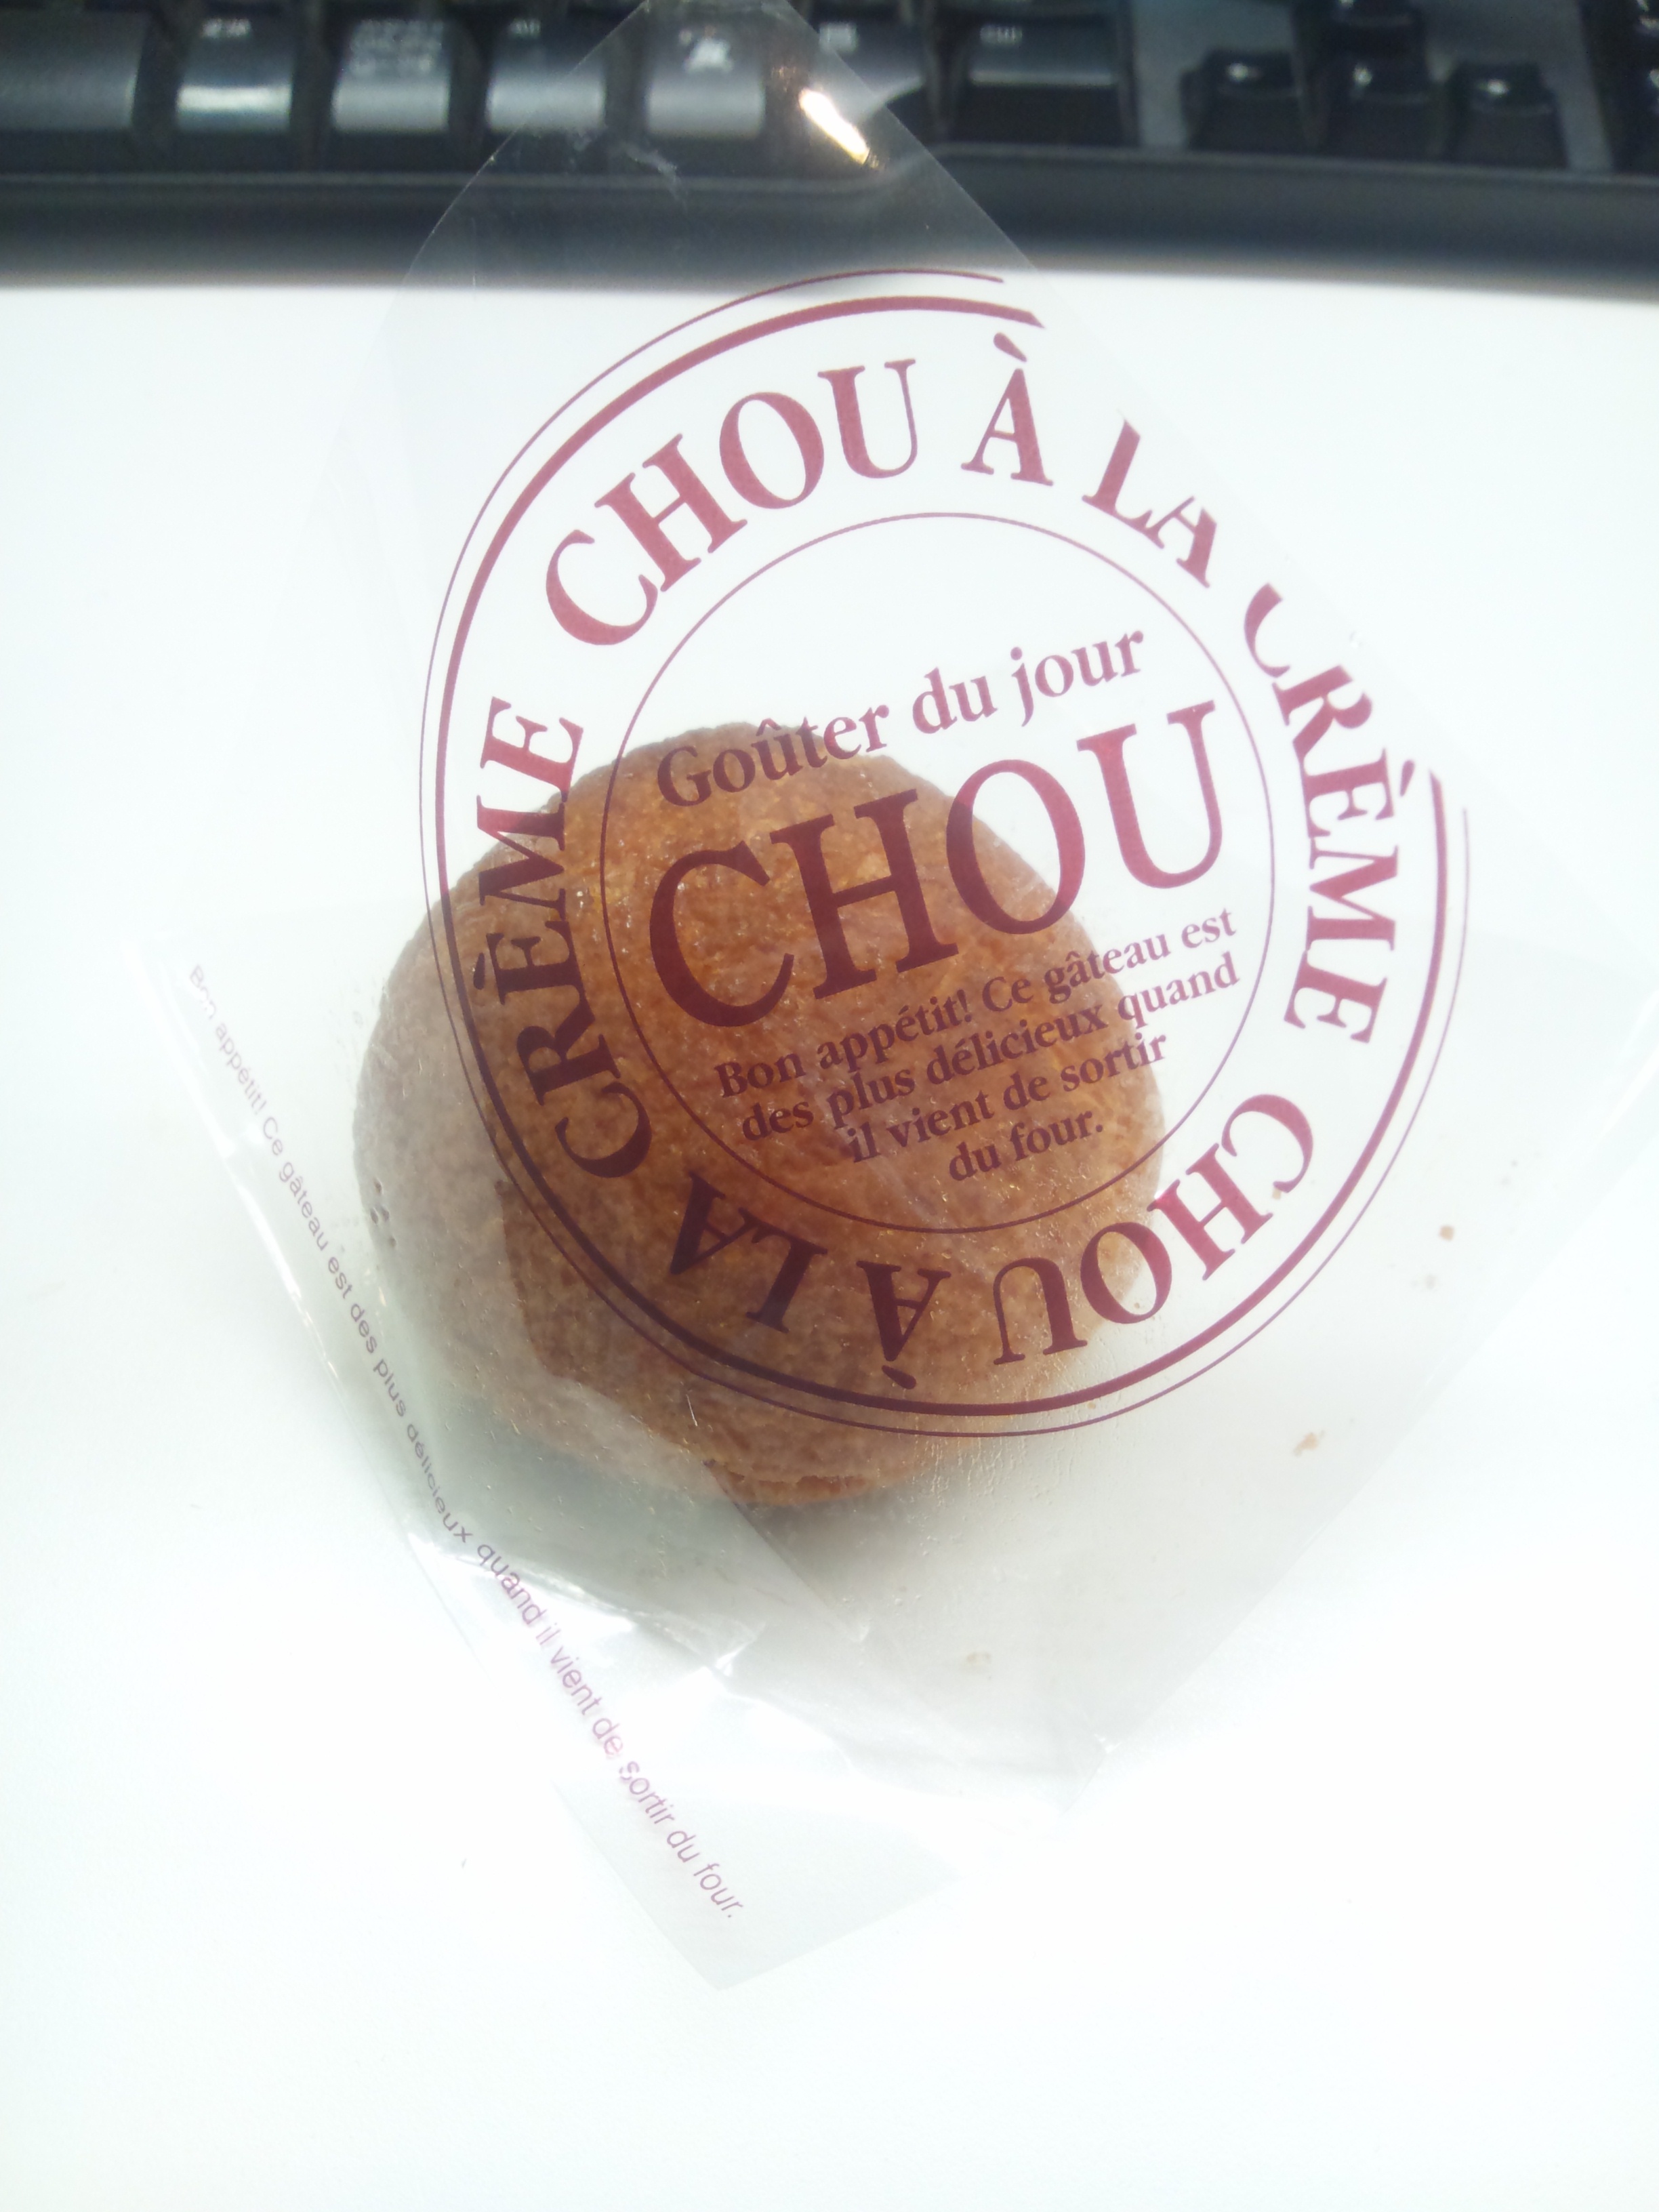 CHOU À LA CRÈME
CHOU À LA CRÈME
Goûter du jour
CHOU
Bon appétit! Ce gâteau est
des plus délicieux quand
il vient de sortir
du four.
Bon appétit! Ce gâteau est des plus délicieux quand il vient de sortir du four.